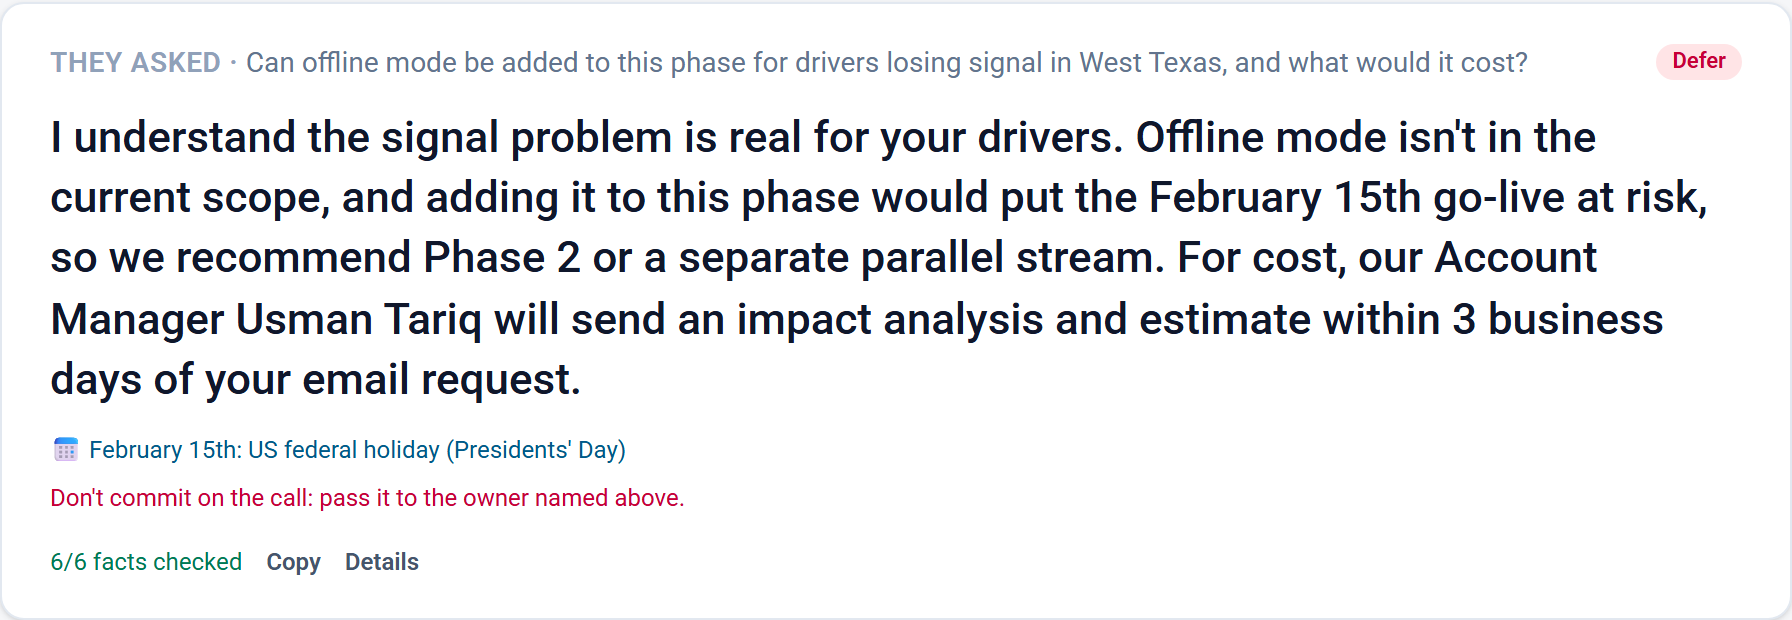 THEY ASKED · Can offline mode be added to this phase for drivers losing signal in West Texas, and what would it cost?
Defer
I understand the signal problem is real for your drivers. Offline mode isn't in the
current scope, and adding it to this phase would put the February 15th go-live at risk,
so we recommend Phase 2 or a separate parallel stream. For cost, our Account
Manager Usman Tariq will send an impact analysis and estimate within 3 business
days of your email request.
February 15th: US federal holiday (Presidents' Day)
Don't commit on the call: pass it to the owner named above.
6/6 facts checked Copy Details